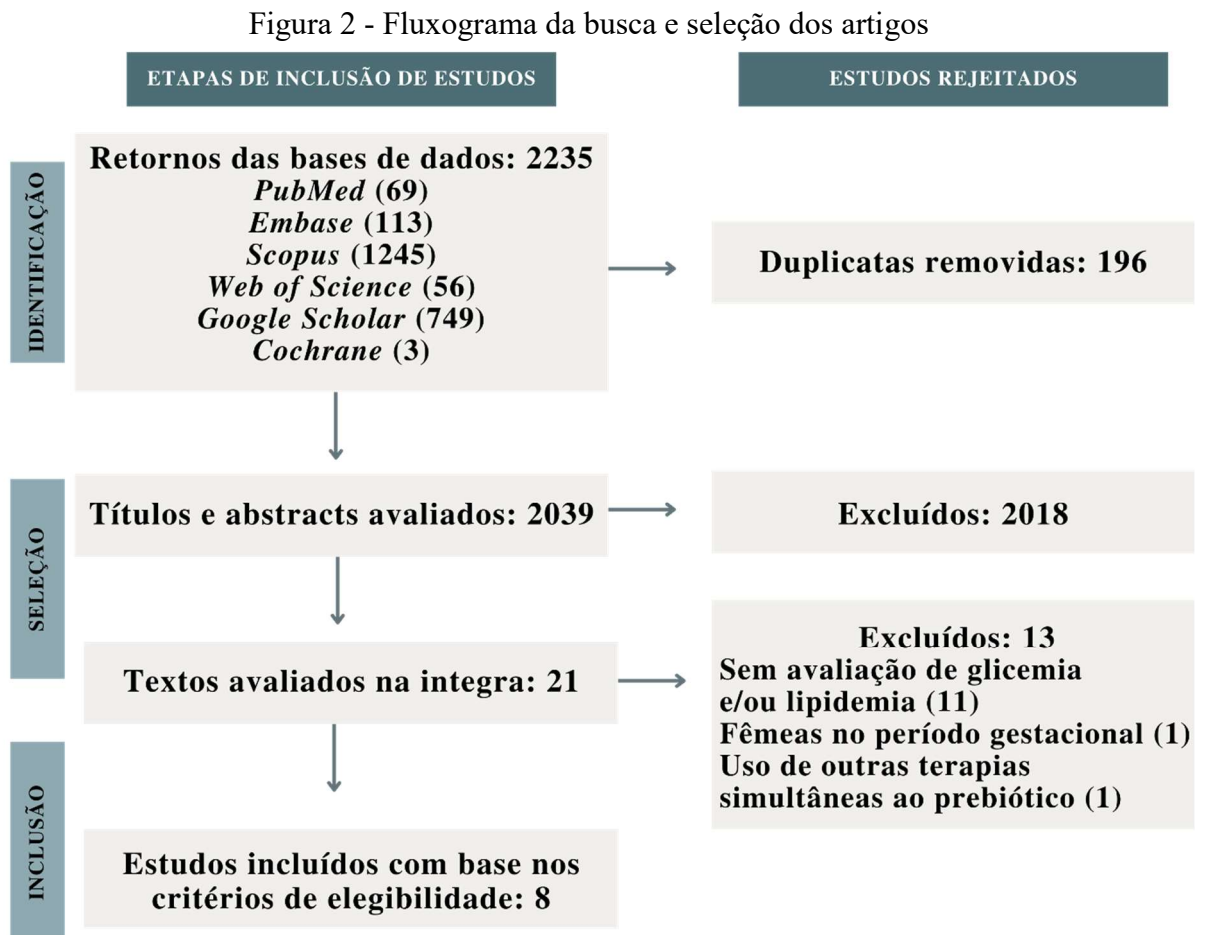 Figura 2 - Fluxograma da busca e seleção dos artigos
ETAPAS DE INCLUSÃO DE ESTUDOS
ESTUDOS REJEITADOS
IDENTIFICAÇÃO
Retornos das bases de dados: 2235
PubMed (69)
Embase (113)
Scopus (1245)
Web of Science (56)
Google Scholar (749)
Cochrane (3)
Duplicatas removidas: 196
SELEÇÃO
Títulos e abstracts avaliados: 2039
Excluídos: 2018
Textos avaliados na integra: 21
Excluídos: 13
Sem avaliação de glicemia
e/ou lipidemia (11)
Fêmeas no período gestacional (1)
Uso de outras terapias
simultâneas ao prebiótico (1)
INCLUSÃO
Estudos incluídos com base nos
critérios de elegibilidade: 8